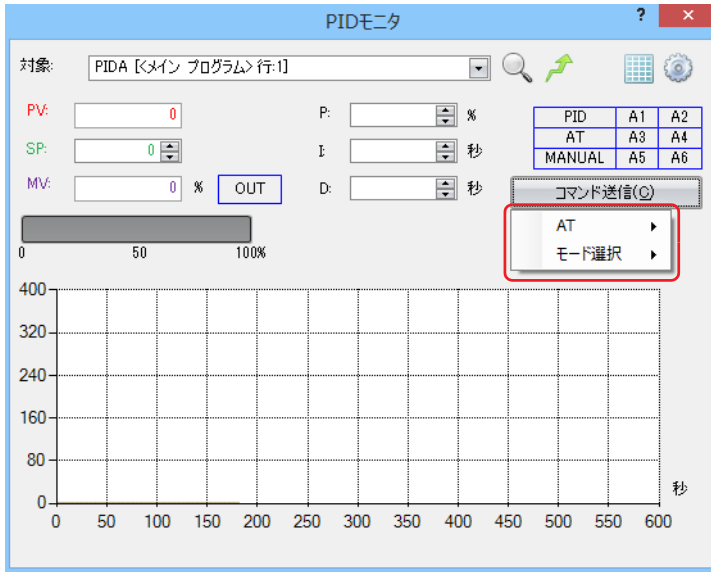 PIDモニタ ? ×
対象: PIDA [<メイン プログラム> 行:1]
PV: 0 P: % PID A1 A2
SP: 0 I: 秒 AT A3 A4
MV: 0 % OUT D: 秒 MANUAL A5 A6
コマンド送信(C)
AT
モード選択
0 50 100%
400
320
240
160
80
0
秒
0 50 100 150 200 250 300 350 400 450 500 550 600